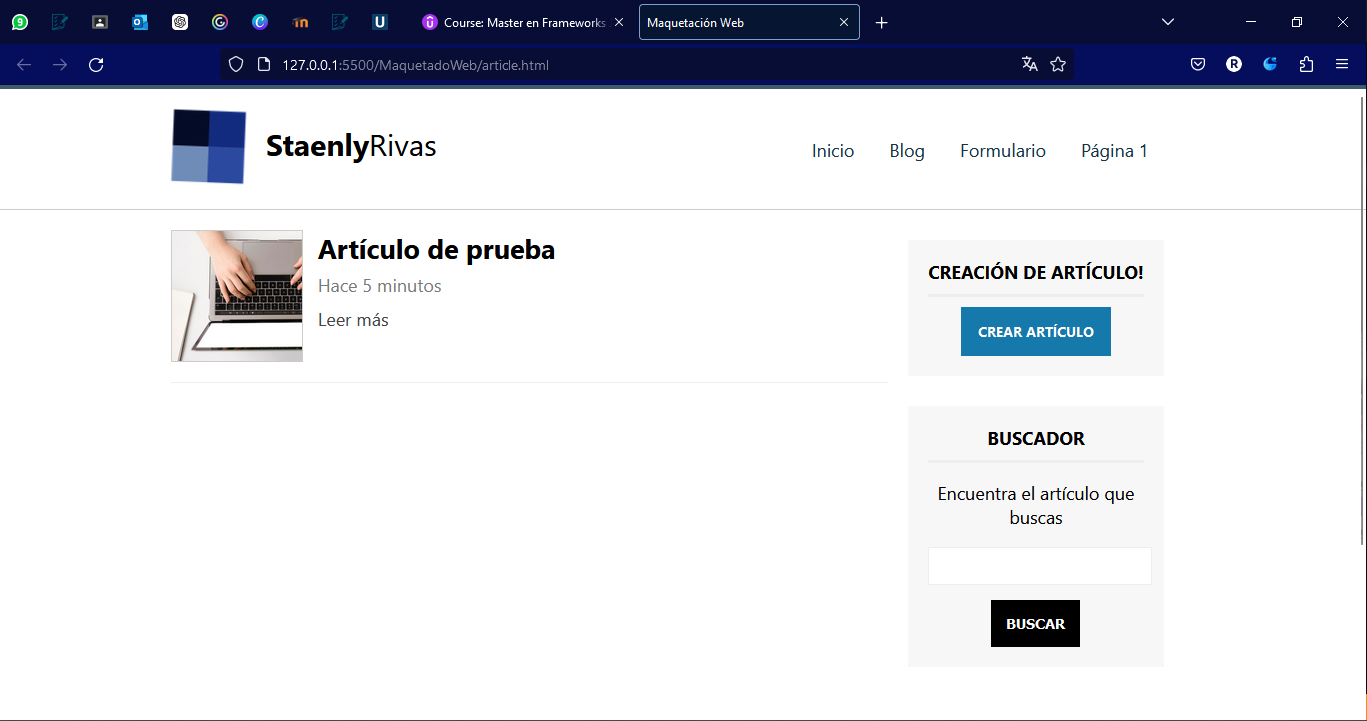 Course: Master en Frameworks
Maquetación Web
127.0.0.1:5500/MaquetadoWeb/article.html
StaenlyRivas
Inicio Blog Formulario Página 1
Artículo de prueba
Hace 5 minutos
Leer más
CREACIÓN DE ARTÍCULO!
CREAR ARTÍCULO
BUSCADOR
Encuentra el artículo que
buscas
BUSCAR